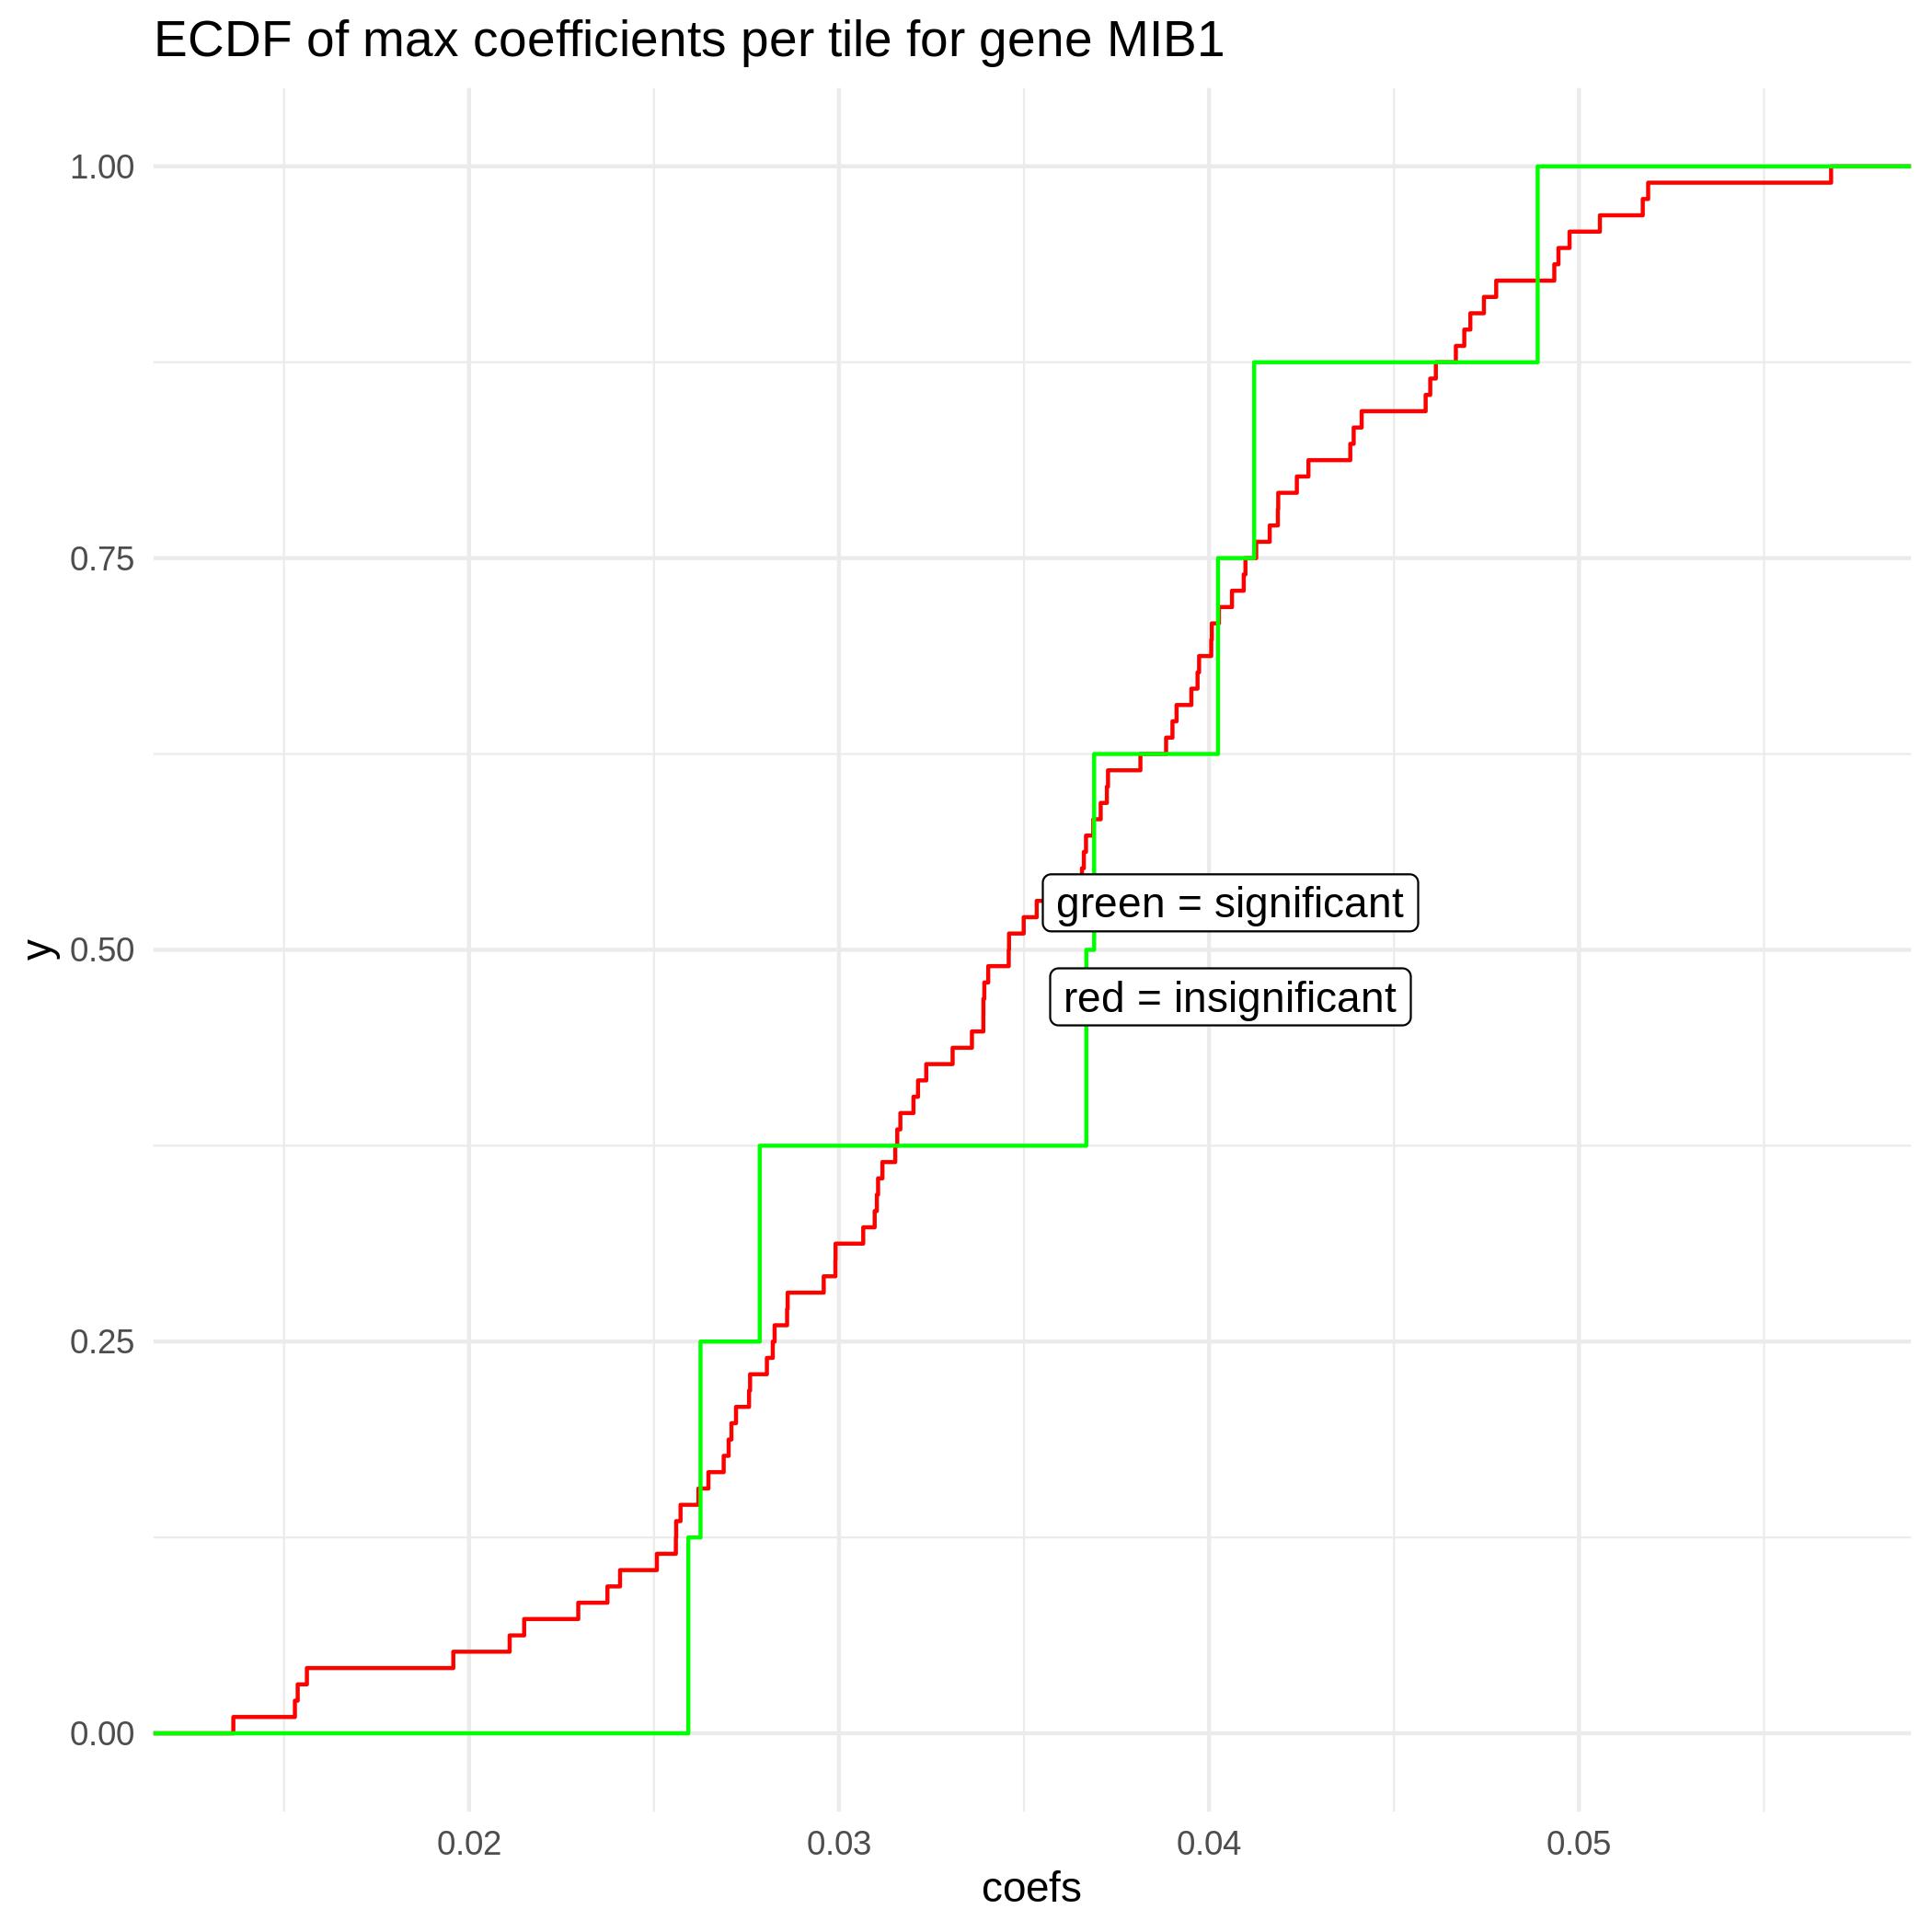 ECDF of max coefficients per tile for gene MIB1
1.00
0.75
0.50
0.25
0.00
y
green = significant
red = insignificant
0.02 0.03 0.04 0.05
coefs